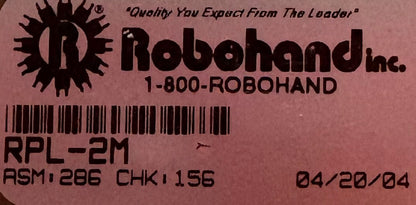 "Quality You Expect From The Leader"
® R Robohand inc.
1-800-ROBOHAND
RPL-2M
ASM: 286 CHK: 156 04/20/04